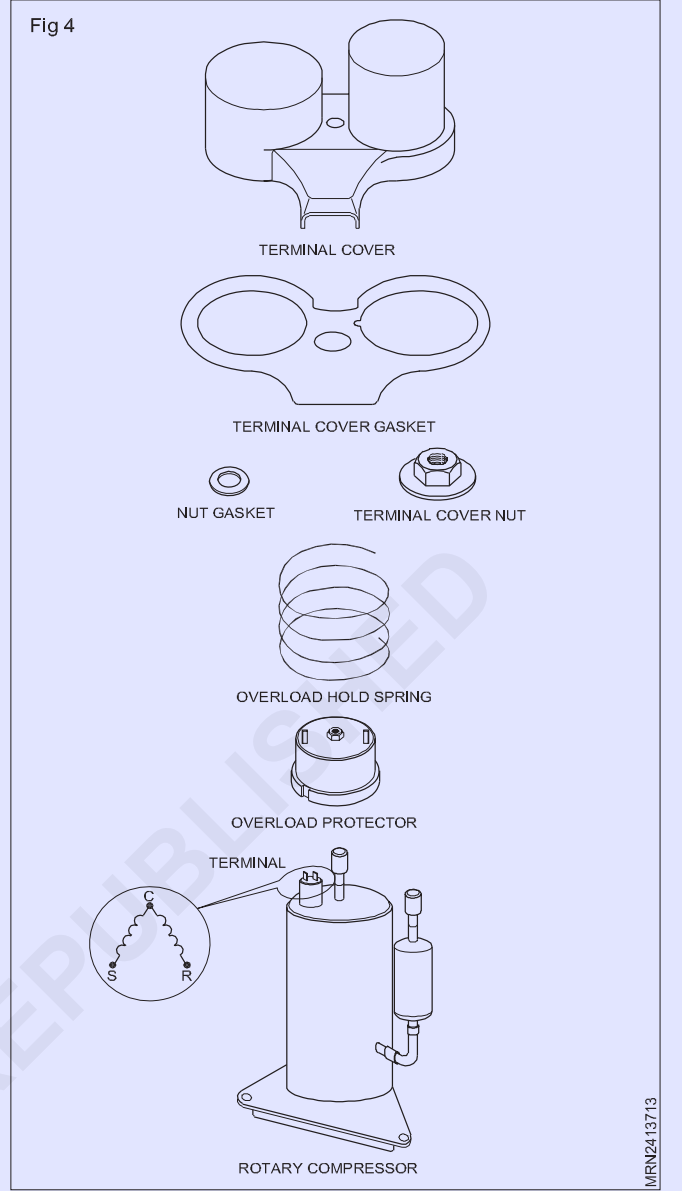 Fig 4
TERMINAL COVER
TERMINAL COVER GASKET
NUT GASKET
TERMINAL COVER NUT
OVERLOAD HOLD SPRING
OVERLOAD PROTECTOR
TERMINAL
C
S
R
ROTARY COMPRESSOR
MRN2413713
REPUBLISHED